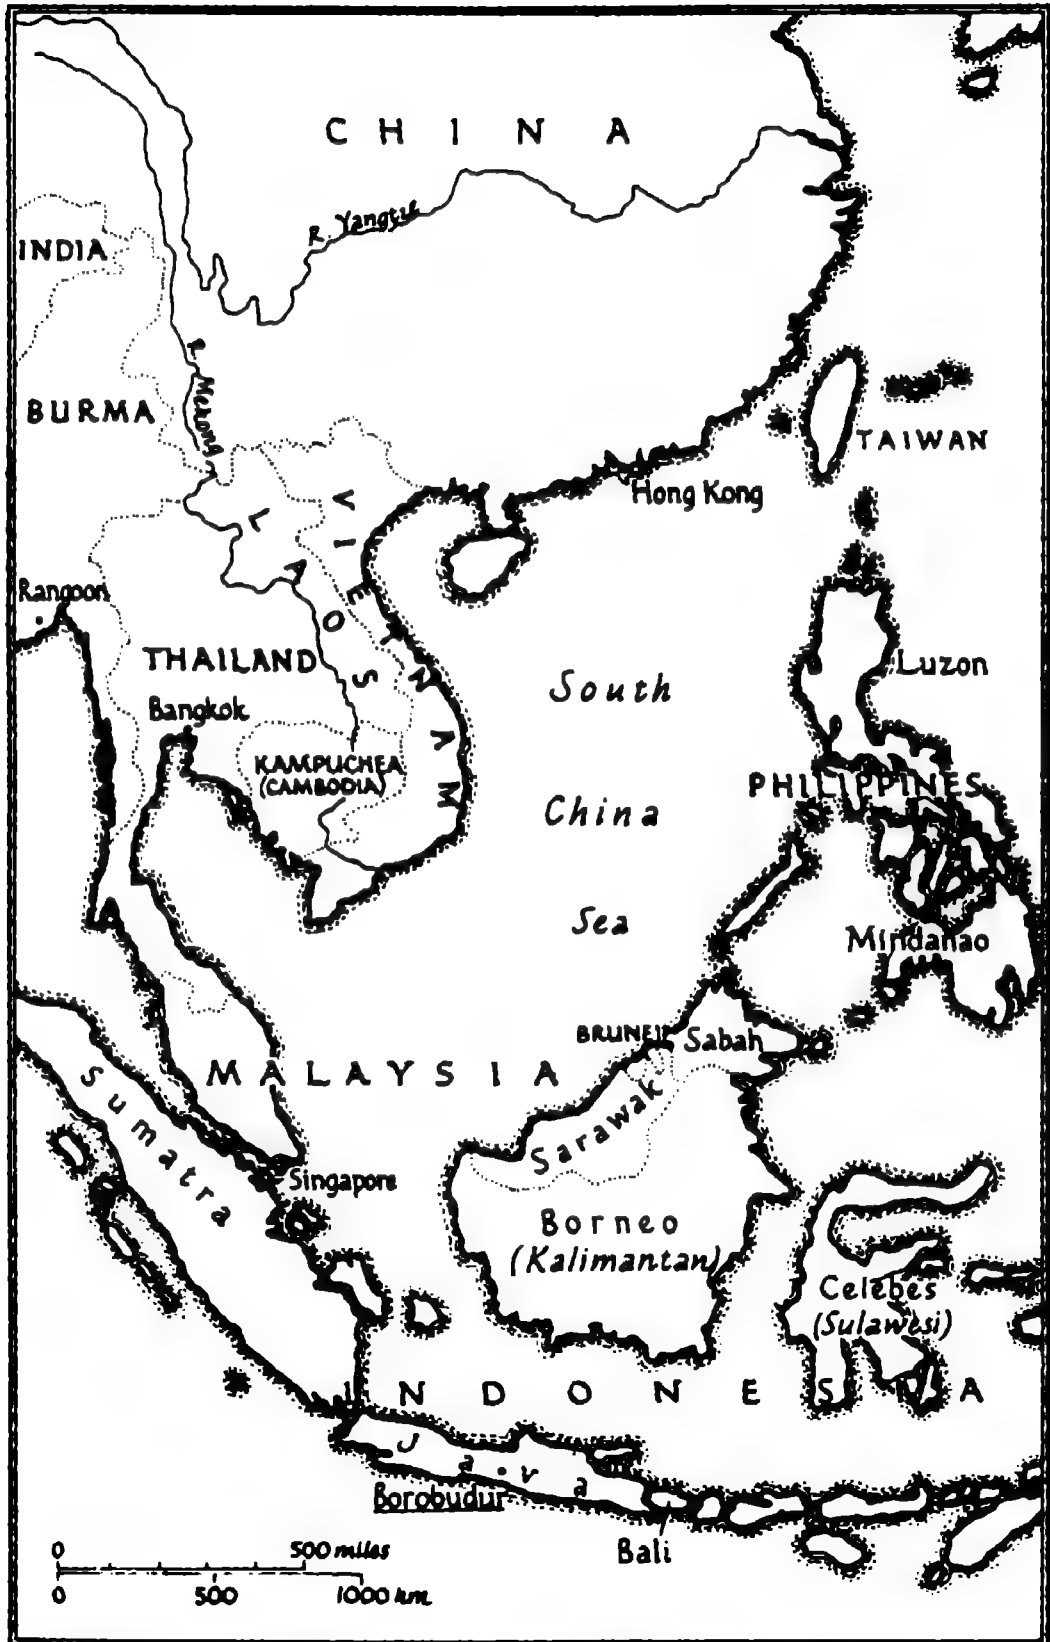 CHINA
R. Yangtze
INDIA
R. Mekong
BURMA
TAIWAN
Hong Kong
VIETNAM
LAOS
Rangoon
THAILAND
Luzon
South
Bangkok
KAMPUCHEA
(CAMBODIA)
PHILIPPINES
China
Sea
Mindanao
BRUNEI
Sabah
MALAYSIA
Sumatra
Sarawak
Singapore
Borneo
(Kalimantan)
Celebes
(Sulawesi)
INDONESIA
Java
Borobudur
Bali
0 500 miles
0 500 1000 km